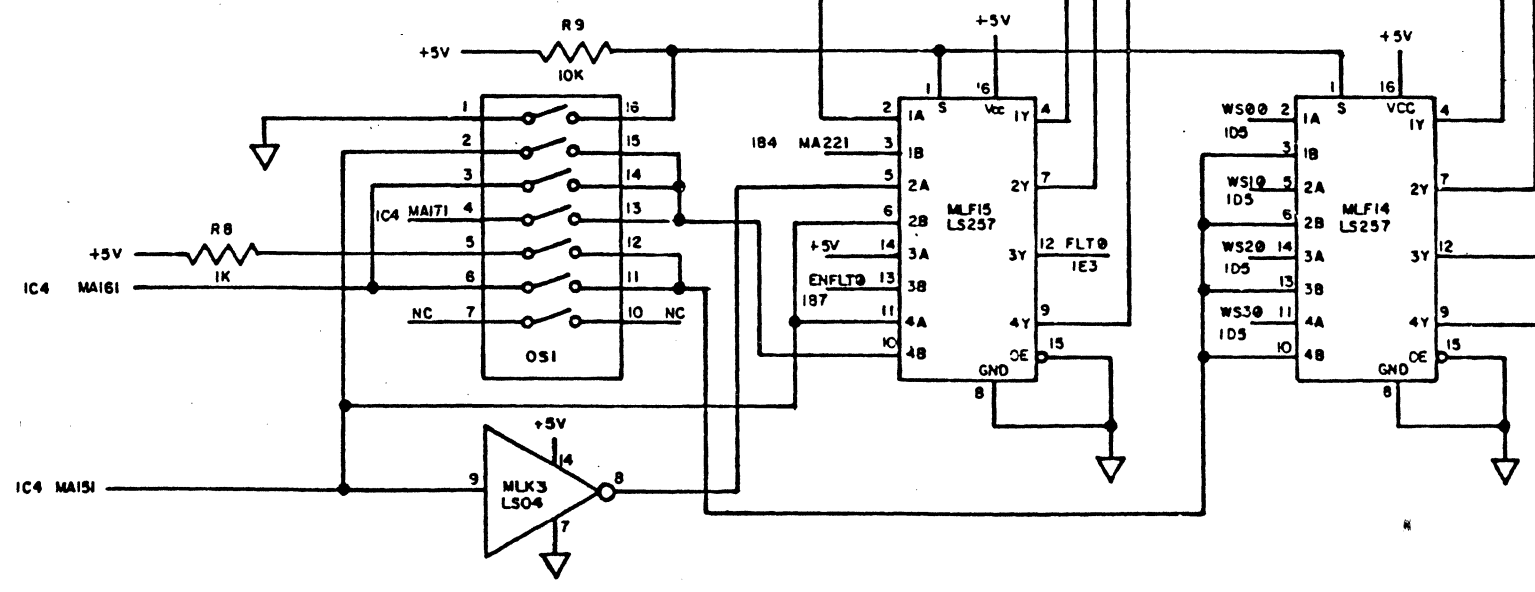 R9
+5V
10K
+5V
+5V
1
16
2
15
3
14
IC4 MA171 4
13
R8
+5V
1K
5
12
IC4 MA161
6
11
NC 7
10 NC
OS1
1
S
16
Vcc
2 1A
1Y 4
1B4 MA221 3 1B
5 2A
2Y 7
6 2B
MLF15
LS257
+5V 14 3A
3Y 12 FLT0
1E3
ENFLT0 13 3B
1B7
11 4A
4Y 9
10 4B
OE 15
GND
8
1
S
16
VCC
WS00 2 1A
1D5
1Y 4
3 1B
WS10 5 2A
1D5
2Y 7
6 2B
MLF14
LS257
WS20 14 3A
1D5
3Y 12
13 3B
WS30 11 4A
1D5
4Y 9
10 4B
OE 15
GND
8
+5V
14
IC4 MA151
9
MLK3
LS04
8
7